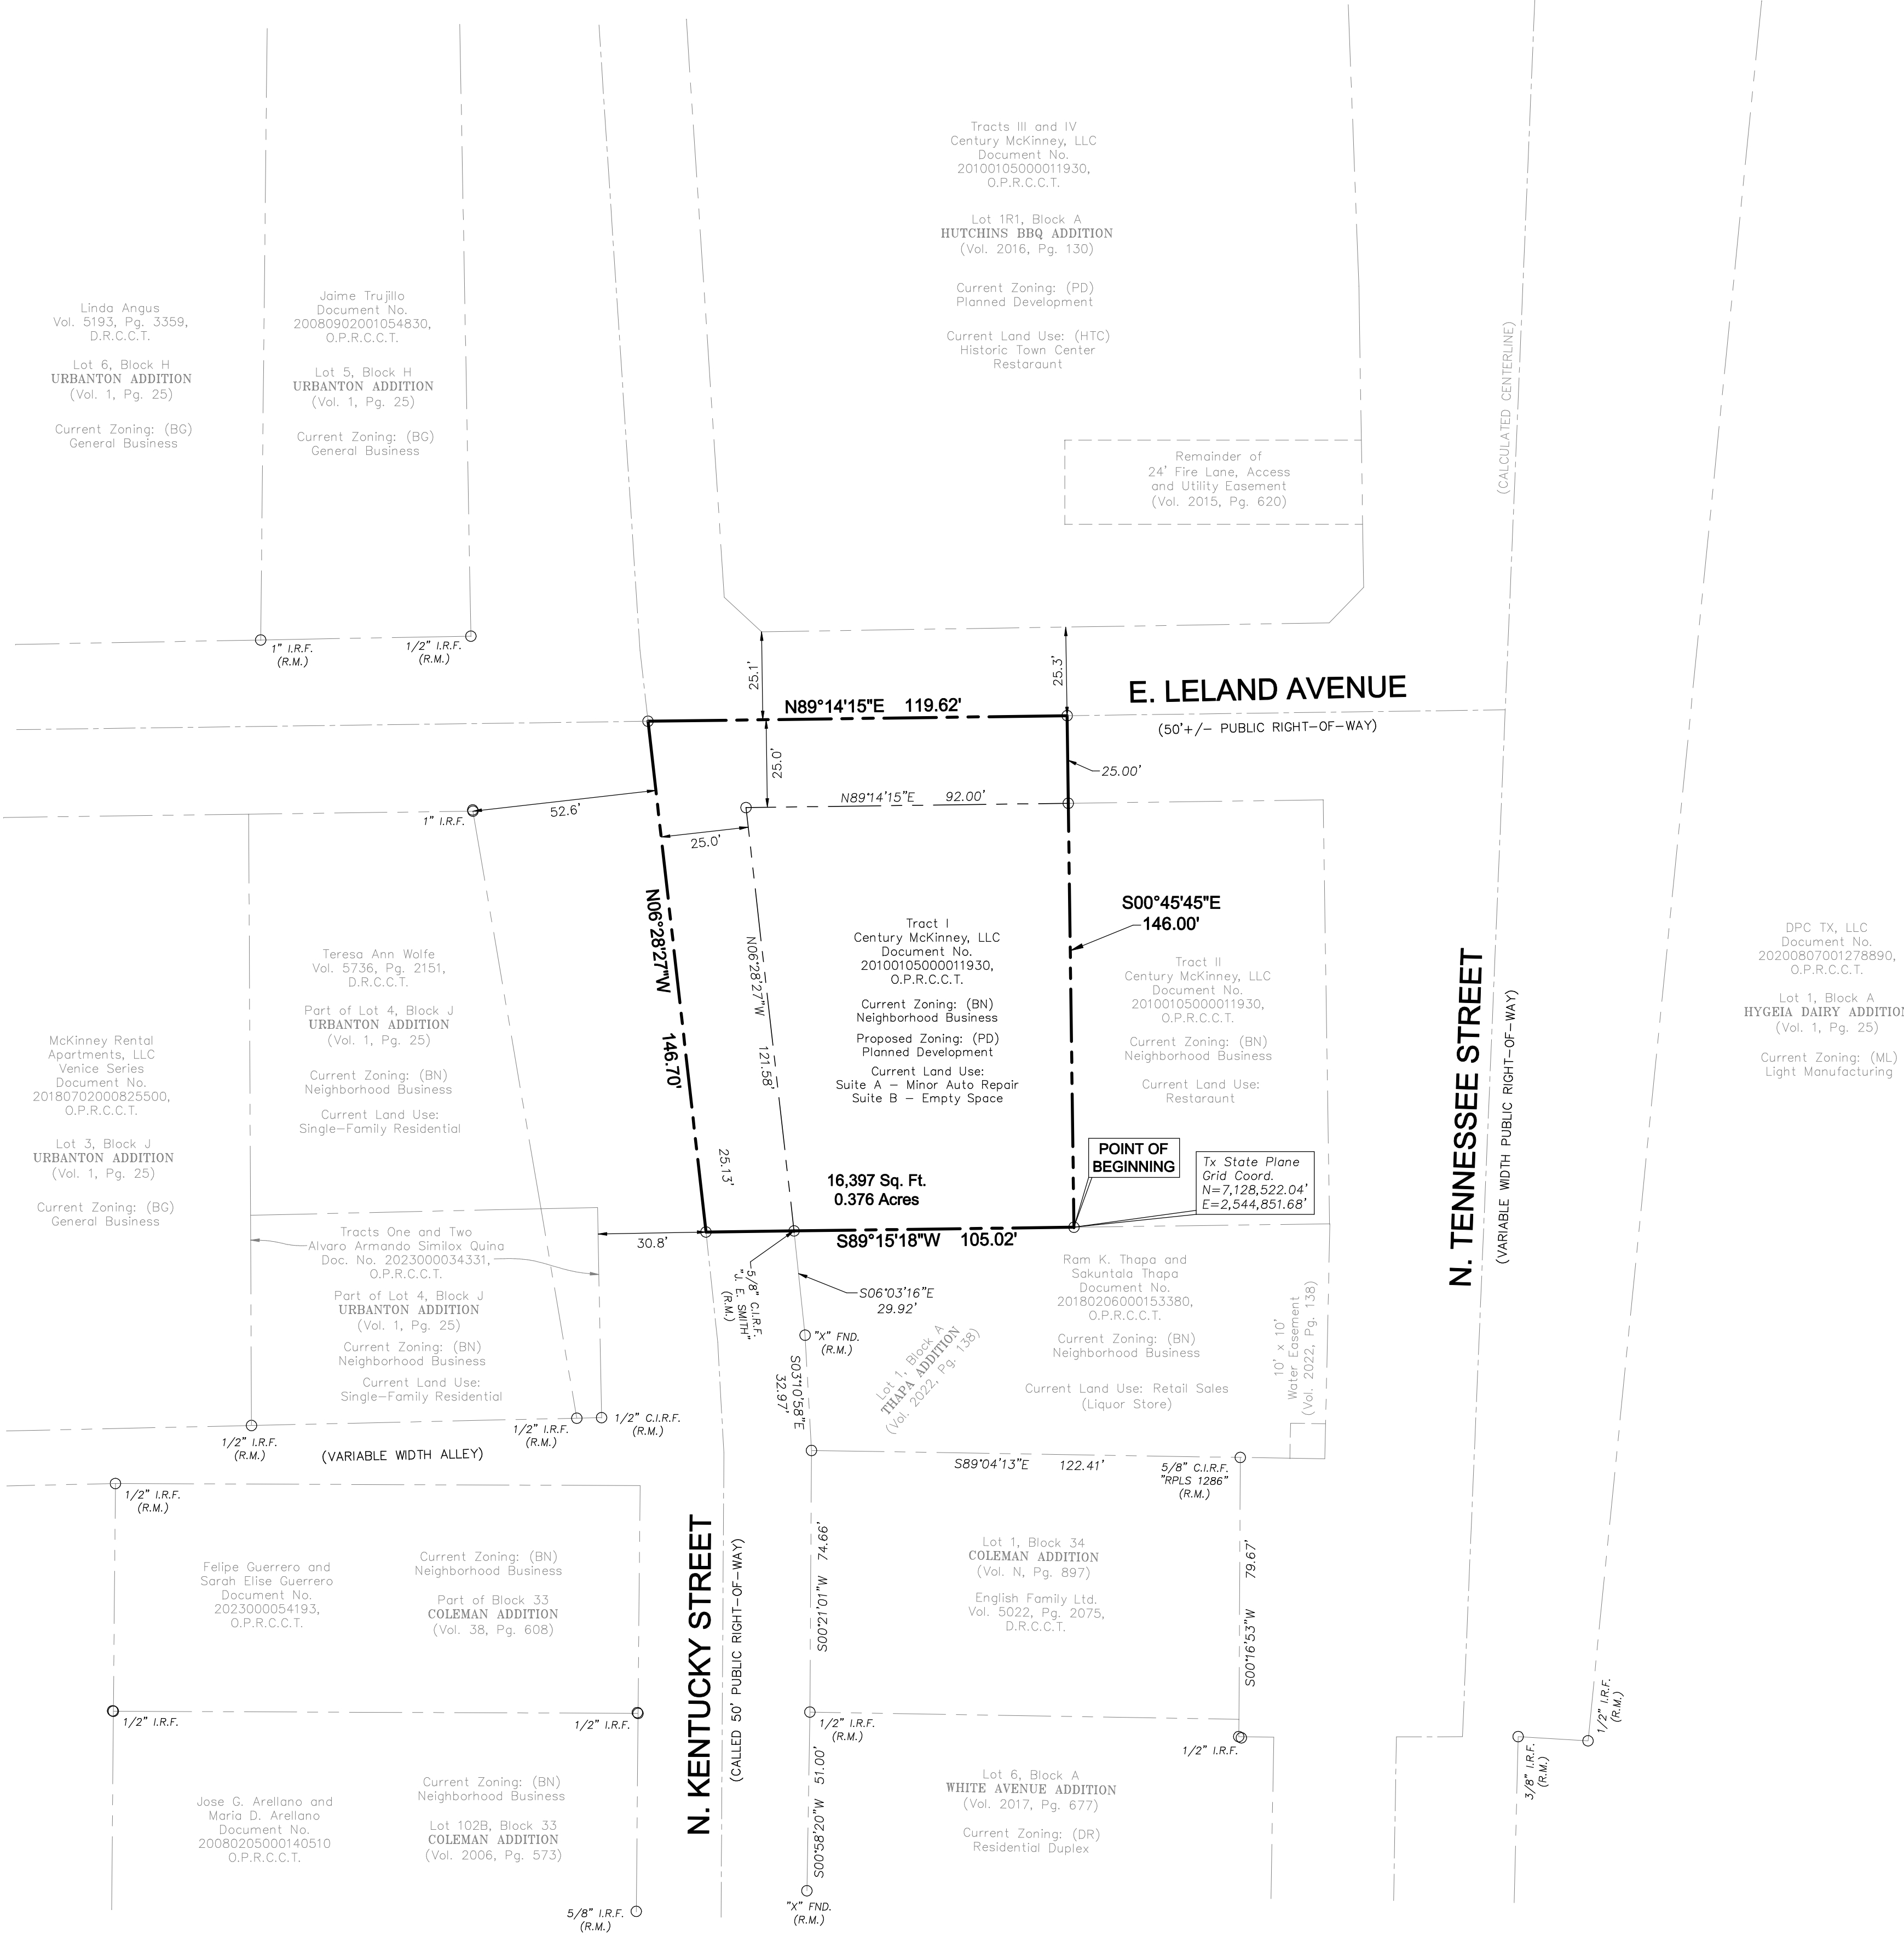 Tracts III and IV
Century McKinney, LLC
Document No.
20100105000011930,
O.P.R.C.C.T.
Lot 1R1, Block A
HUTCHINS BBQ ADDITION
(Vol. 2016, Pg. 130)
Current Zoning: (PD)
Planned Development
Current Land Use: (HTC)
Historic Town Center
Restaraunt
Linda Angus
Vol. 5193, Pg. 3359,
D.R.C.C.T.
Lot 6, Block H
URBANTON ADDITION
(Vol. 1, Pg. 25)
Current Zoning: (BG)
General Business
Jaime Trujillo
Document No.
20080902001054830,
O.P.R.C.C.T.
Lot 5, Block H
URBANTON ADDITION
(Vol. 1, Pg. 25)
Current Zoning: (BG)
General Business
(CALCULATED CENTERLINE)
Remainder of
24' Fire Lane, Access
and Utility Easement
(Vol. 2015, Pg. 620)
1" I.R.F.
(R.M.)
1/2" I.R.F.
(R.M.)
25.1'
25.3'
N89°14'15"E 119.62'
E. LELAND AVENUE
(50'+/- PUBLIC RIGHT-OF-WAY)
25.0'
25.00'
N89°14'15"E 92.00'
52.6'
1" I.R.F.
25.0'
N06°28'27"W 146.70'
N06°28'27"W 121.58'
25.13'
S00°45'45"E
146.00'
Tract I
Century McKinney, LLC
Document No.
20100105000011930,
O.P.R.C.C.T.
Current Zoning: (BN)
Neighborhood Business
Proposed Zoning: (PD)
Planned Development
Current Land Use:
Suite A - Minor Auto Repair
Suite B - Empty Space
16,397 Sq. Ft.
0.376 Acres
Tract II
Century McKinney, LLC
Document No.
20100105000011930,
O.P.R.C.C.T.
Current Zoning: (BN)
Neighborhood Business
Current Land Use:
Restaraunt
POINT OF
BEGINNING
Tx State Plane
Grid Coord.
N=7,128,522.04'
E=2,544,851.68'
N. TENNESSEE STREET
(VARIABLE WIDTH PUBLIC RIGHT-OF-WAY)
DPC TX, LLC
Document No.
20200807001278890,
O.P.R.C.C.T.
Lot 1, Block A
HYGEIA DAIRY ADDITION
(Vol. 1, Pg. 25)
Current Zoning: (ML)
Light Manufacturing
Teresa Ann Wolfe
Vol. 5736, Pg. 2151,
D.R.C.C.T.
Part of Lot 4, Block J
URBANTON ADDITION
(Vol. 1, Pg. 25)
Current Zoning: (BN)
Neighborhood Business
Current Land Use:
Single-Family Residential
McKinney Rental
Apartments, LLC
Venice Series
Document No.
20180702000825500,
O.P.R.C.C.T.
Lot 3, Block J
URBANTON ADDITION
(Vol. 1, Pg. 25)
Current Zoning: (BG)
General Business
Tracts One and Two
Alvaro Armando Similox Quina
Doc. No. 2023000034331,
O.P.R.C.C.T.
Part of Lot 4, Block J
URBANTON ADDITION
(Vol. 1, Pg. 25)
Current Zoning: (BN)
Neighborhood Business
Current Land Use:
Single-Family Residential
30.8'
S89°15'18"W 105.02'
5/8" C.I.R.F.
"J. E. SMITH"
(R.M.)
S06°03'16"E
29.92'
"X" FND.
(R.M.)
S03°10'58"E
32.97'
Lot 1, Block A
THAPA ADDITION
(Vol. 2022, Pg. 138)
Ram K. Thapa and
Sakuntala Thapa
Document No.
20180206000153380,
O.P.R.C.C.T.
Current Zoning: (BN)
Neighborhood Business
Current Land Use: Retail Sales
(Liquor Store)
10' x 10'
Water Easement
(Vol. 2022, Pg. 138)
1/2" I.R.F.
(R.M.)
1/2" I.R.F.
(R.M.)
1/2" C.I.R.F.
(R.M.)
(VARIABLE WIDTH ALLEY)
S89°04'13"E 122.41'
5/8" C.I.R.F.
"RPLS 1286"
(R.M.)
1/2" I.R.F.
(R.M.)
Felipe Guerrero and
Sarah Elise Guerrero
Document No.
2023000054193,
O.P.R.C.C.T.
Current Zoning: (BN)
Neighborhood Business
Part of Block 33
COLEMAN ADDITION
(Vol. 38, Pg. 608)
N. KENTUCKY STREET
(CALLED 50' PUBLIC RIGHT-OF-WAY)
S00°21'01"W 74.66'
Lot 1, Block 34
COLEMAN ADDITION
(Vol. N, Pg. 897)
English Family Ltd.
Vol. 5022, Pg. 2075,
D.R.C.C.T.
S00°16'53"W 79.67'
1/2" I.R.F.
1/2" I.R.F.
1/2" I.R.F.
(R.M.)
1/2" I.R.F.
3/8" I.R.F.
(R.M.)
1/2" I.R.F.
(R.M.)
Jose G. Arellano and
Maria D. Arellano
Document No.
20080205000140510
O.P.R.C.C.T.
Current Zoning: (BN)
Neighborhood Business
Lot 102B, Block 33
COLEMAN ADDITION
(Vol. 2006, Pg. 573)
S00°58'20"W 51.00'
Lot 6, Block A
WHITE AVENUE ADDITION
(Vol. 2017, Pg. 677)
Current Zoning: (DR)
Residential Duplex
5/8" I.R.F.
(R.M.)
"X" FND.
(R.M.)